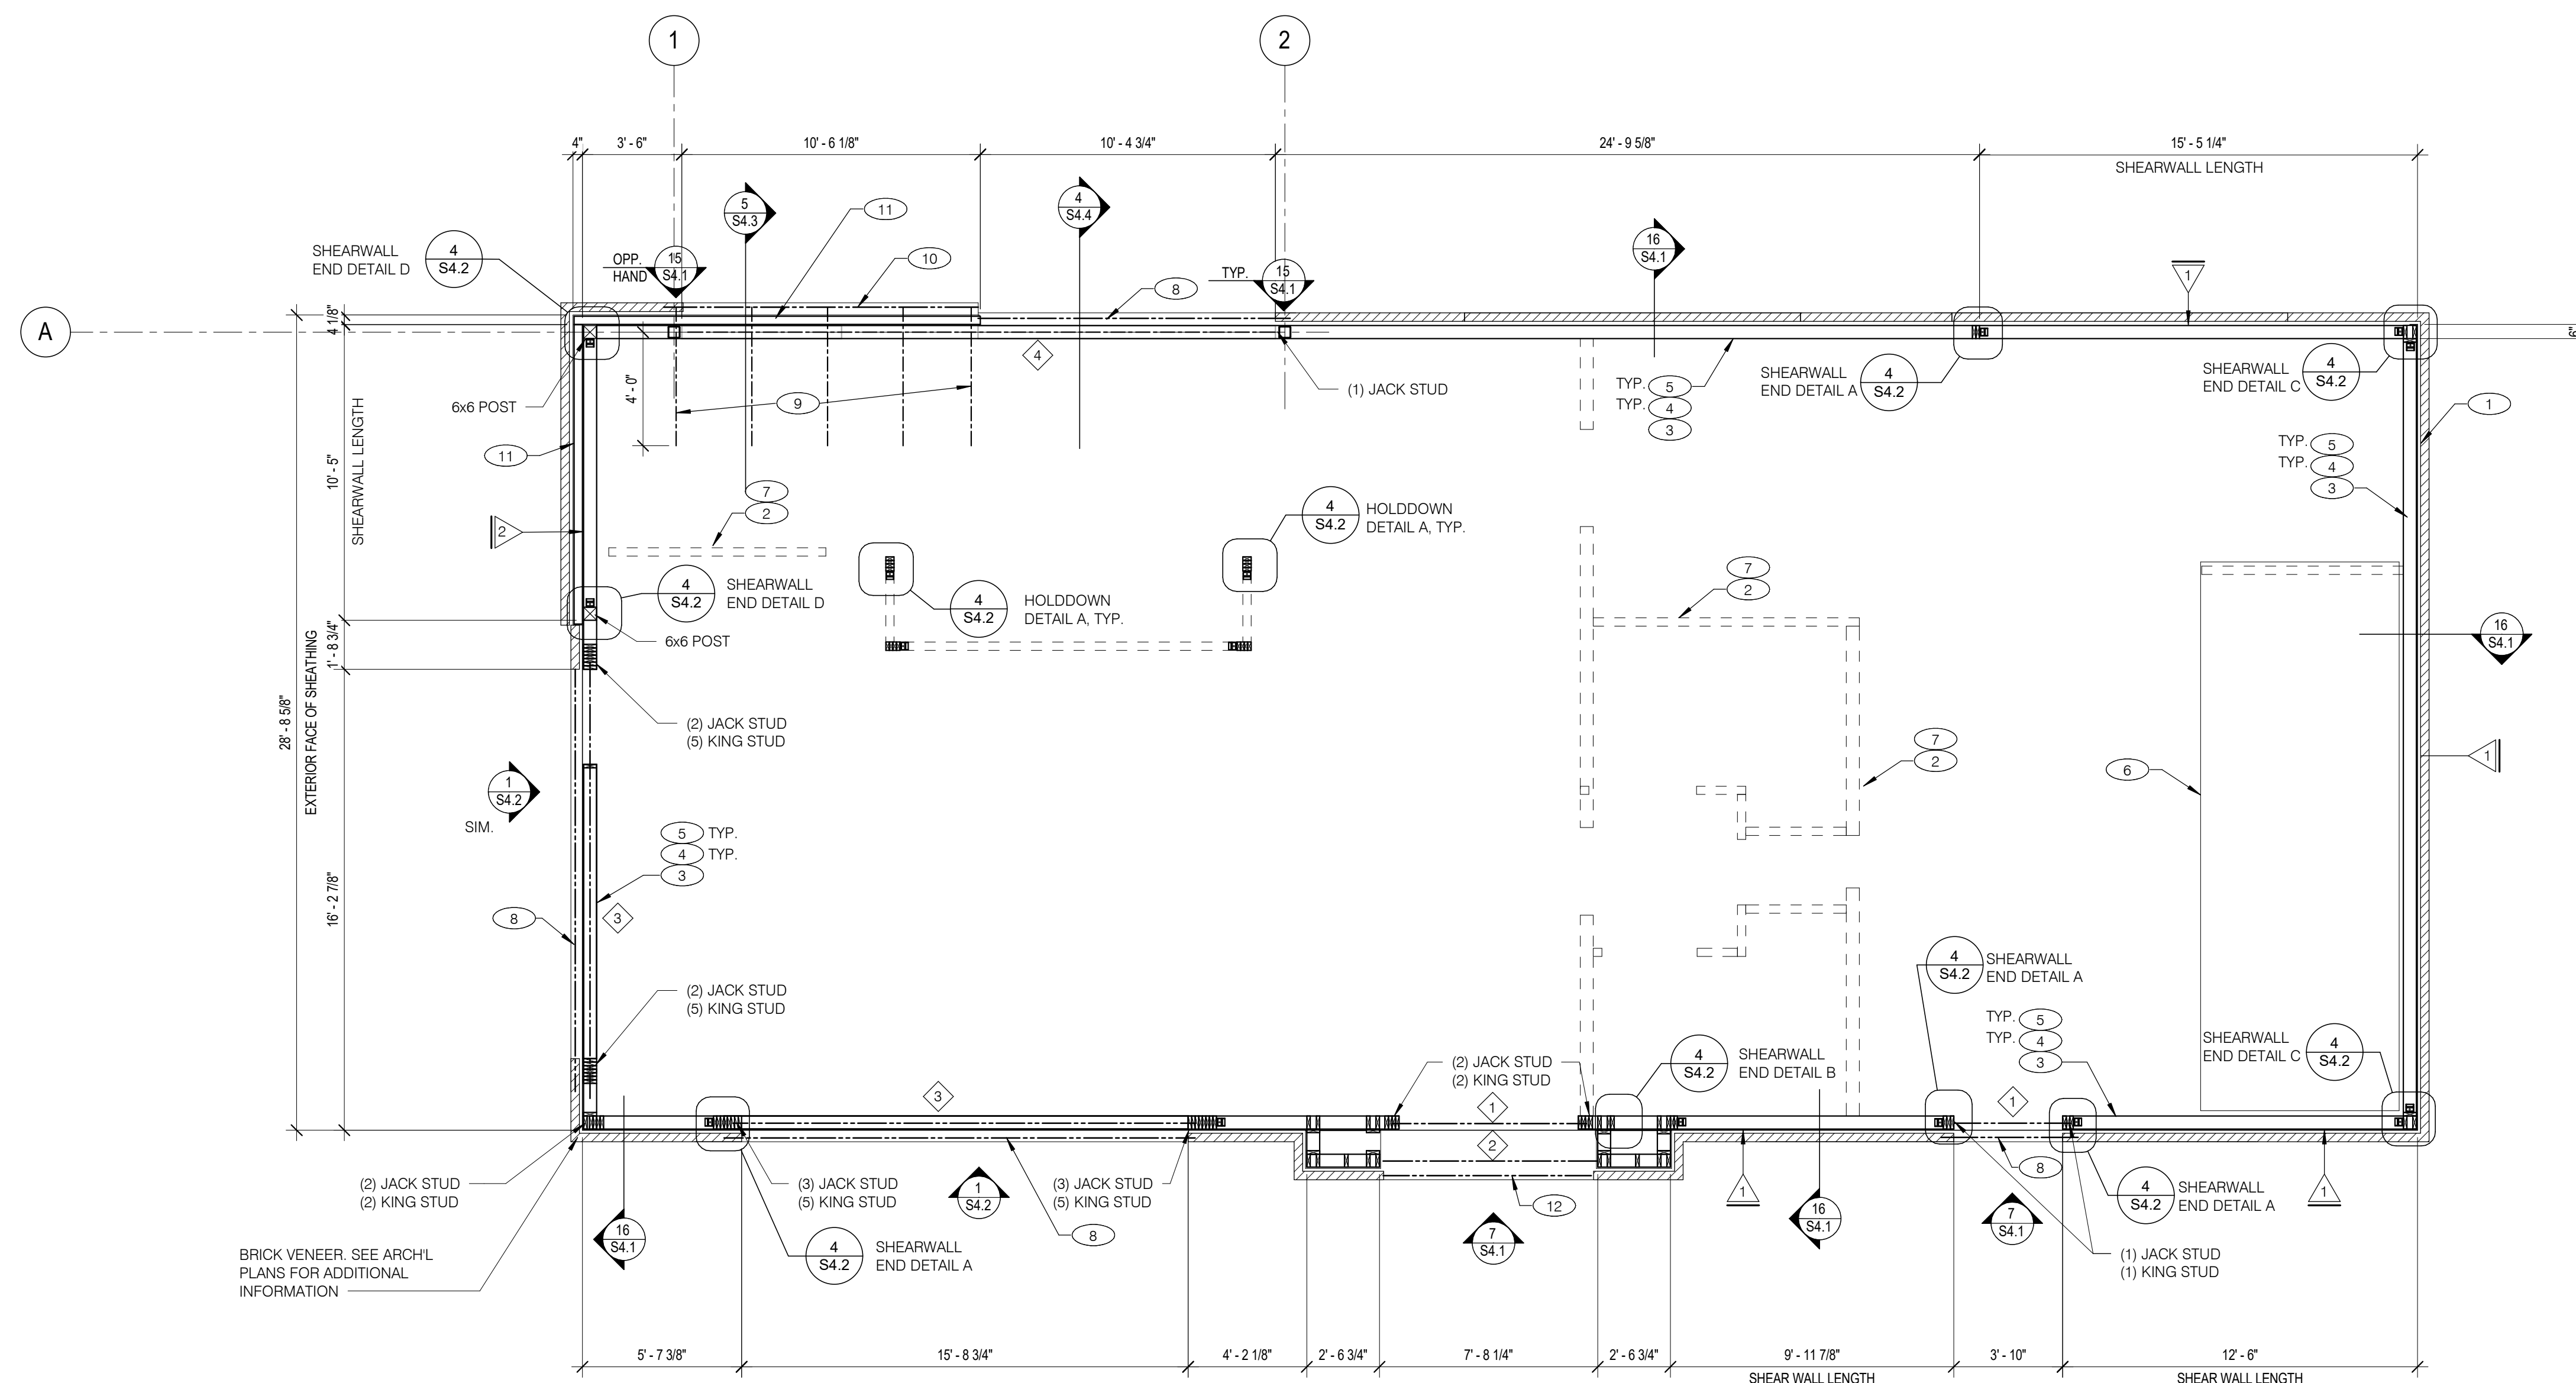 1
2
4"
3' - 6"
10' - 6 1/8"
10' - 4 3/4"
24' - 9 5/8"
15' - 5 1/4"
SHEARWALL LENGTH
5
S4.3
11
4
S4.4
16
S4.1
SHEARWALL
END DETAIL D
4
S4.2
OPP.
HAND
15
S4.1
10
TYP.
15
S4.1
8
1
A
4 1/8"
6"
4
4' - 0"
9
(1) JACK STUD
TYP. 5
TYP. 4
3
SHEARWALL
END DETAIL A
4
S4.2
SHEARWALL
END DETAIL C
4
S4.2
1
6x6 POST
11
10' - 5"
SHEARWALL LENGTH
TYP. 5
TYP. 4
3
7
2
2
4
S4.2
HOLDDOWN
DETAIL A, TYP.
4
S4.2
SHEARWALL
END DETAIL D
4
S4.2
HOLDDOWN
DETAIL A, TYP.
7
2
6x6 POST
16
S4.1
1' - 8 3/4"
28' - 8 5/8"
EXTERIOR FACE OF SHEATHING
(2) JACK STUD
(5) KING STUD
7
2
1
6
1
S4.2
SIM.
5 TYP.
4 TYP.
3
16' - 2 7/8"
8
3
4
S4.2
SHEARWALL
END DETAIL A
(2) JACK STUD
(5) KING STUD
TYP. 5
TYP. 4
3
SHEARWALL
END DETAIL C
4
S4.2
(2) JACK STUD
(2) KING STUD
4
S4.2
SHEARWALL
END DETAIL B
3
1
1
2
8
(2) JACK STUD
(2) KING STUD
(3) JACK STUD
(5) KING STUD
1
S4.2
(3) JACK STUD
(5) KING STUD
12
1
1
4
S4.2
SHEARWALL
END DETAIL A
16
S4.1
8
7
S4.1
16
S4.1
7
S4.1
BRICK VENEER. SEE ARCH'L
PLANS FOR ADDITIONAL
INFORMATION
4
S4.2
SHEARWALL
END DETAIL A
(1) JACK STUD
(1) KING STUD
5' - 7 3/8"
15' - 8 3/4"
4' - 2 1/8"
2' - 6 3/4"
7' - 8 1/4"
2' - 6 3/4"
9' - 11 7/8"
3' - 10"
12' - 6"
SHEAR WALL LENGTH
SHEAR WALL LENGTH